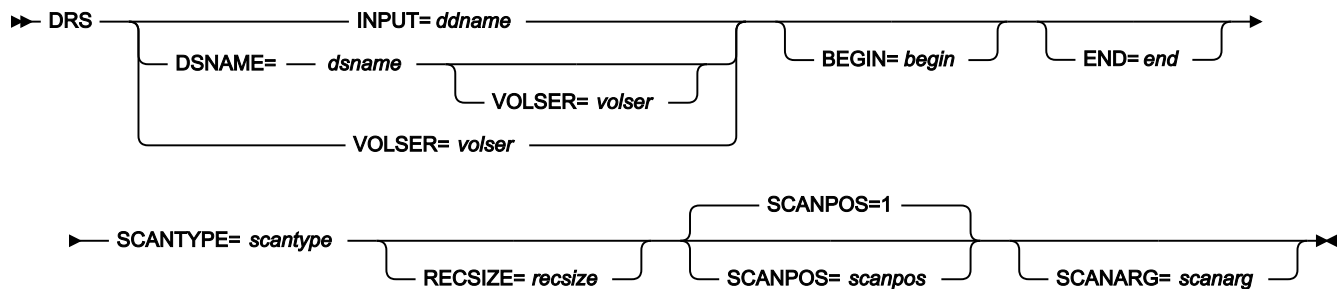 DRS INPUT= ddname
DSNAME= dsname BEGIN= begin END= end
VOLSER= volser
VOLSER= volser
SCANPOS=1
SCANTYPE= scantype
RECSIZE= recsize SCANPOS= scanpos SCANARG= scanarg